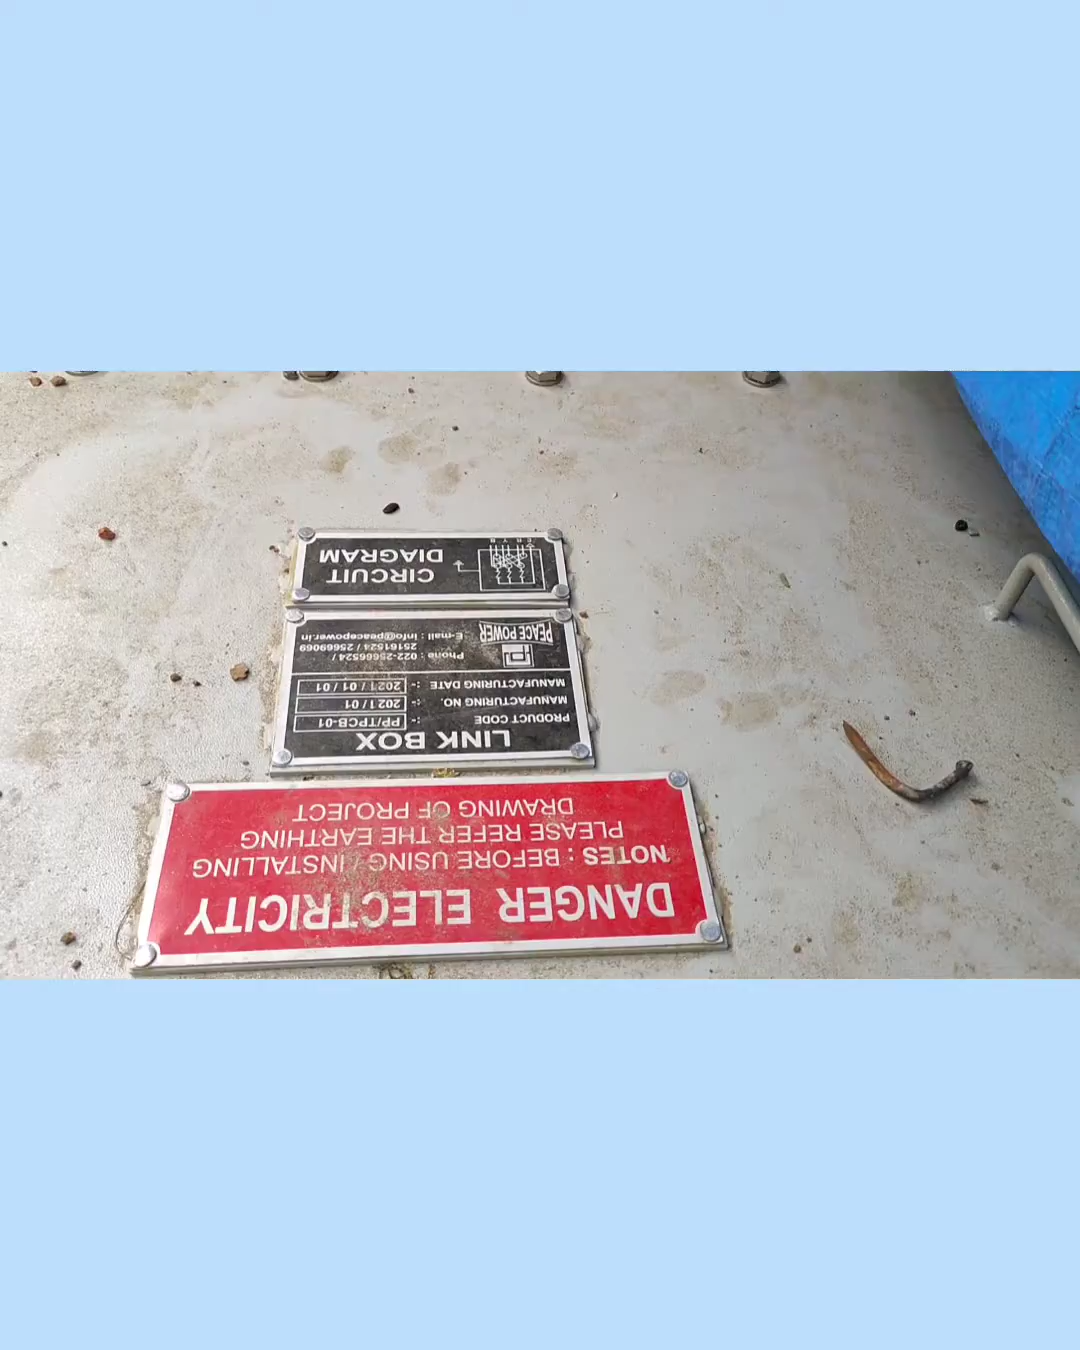 DANGER ELECTRICITY
NOTES : BEFORE USING / INSTALLING
PLEASE REFER THE EARTHING
DRAWING OF PROJECT
LINK BOX
PRODUCT CODE :- PP/TPCB-01
MANUFACTURING NO. :- 2021 / 01
MANUFACTURING DATE :- 2021 / 01 / 01
PEACE POWER
Phone : 022-25666524 /
25161524 / 25669069
E-mail : info@peacepower.in
CIRCUIT
DIAGRAM